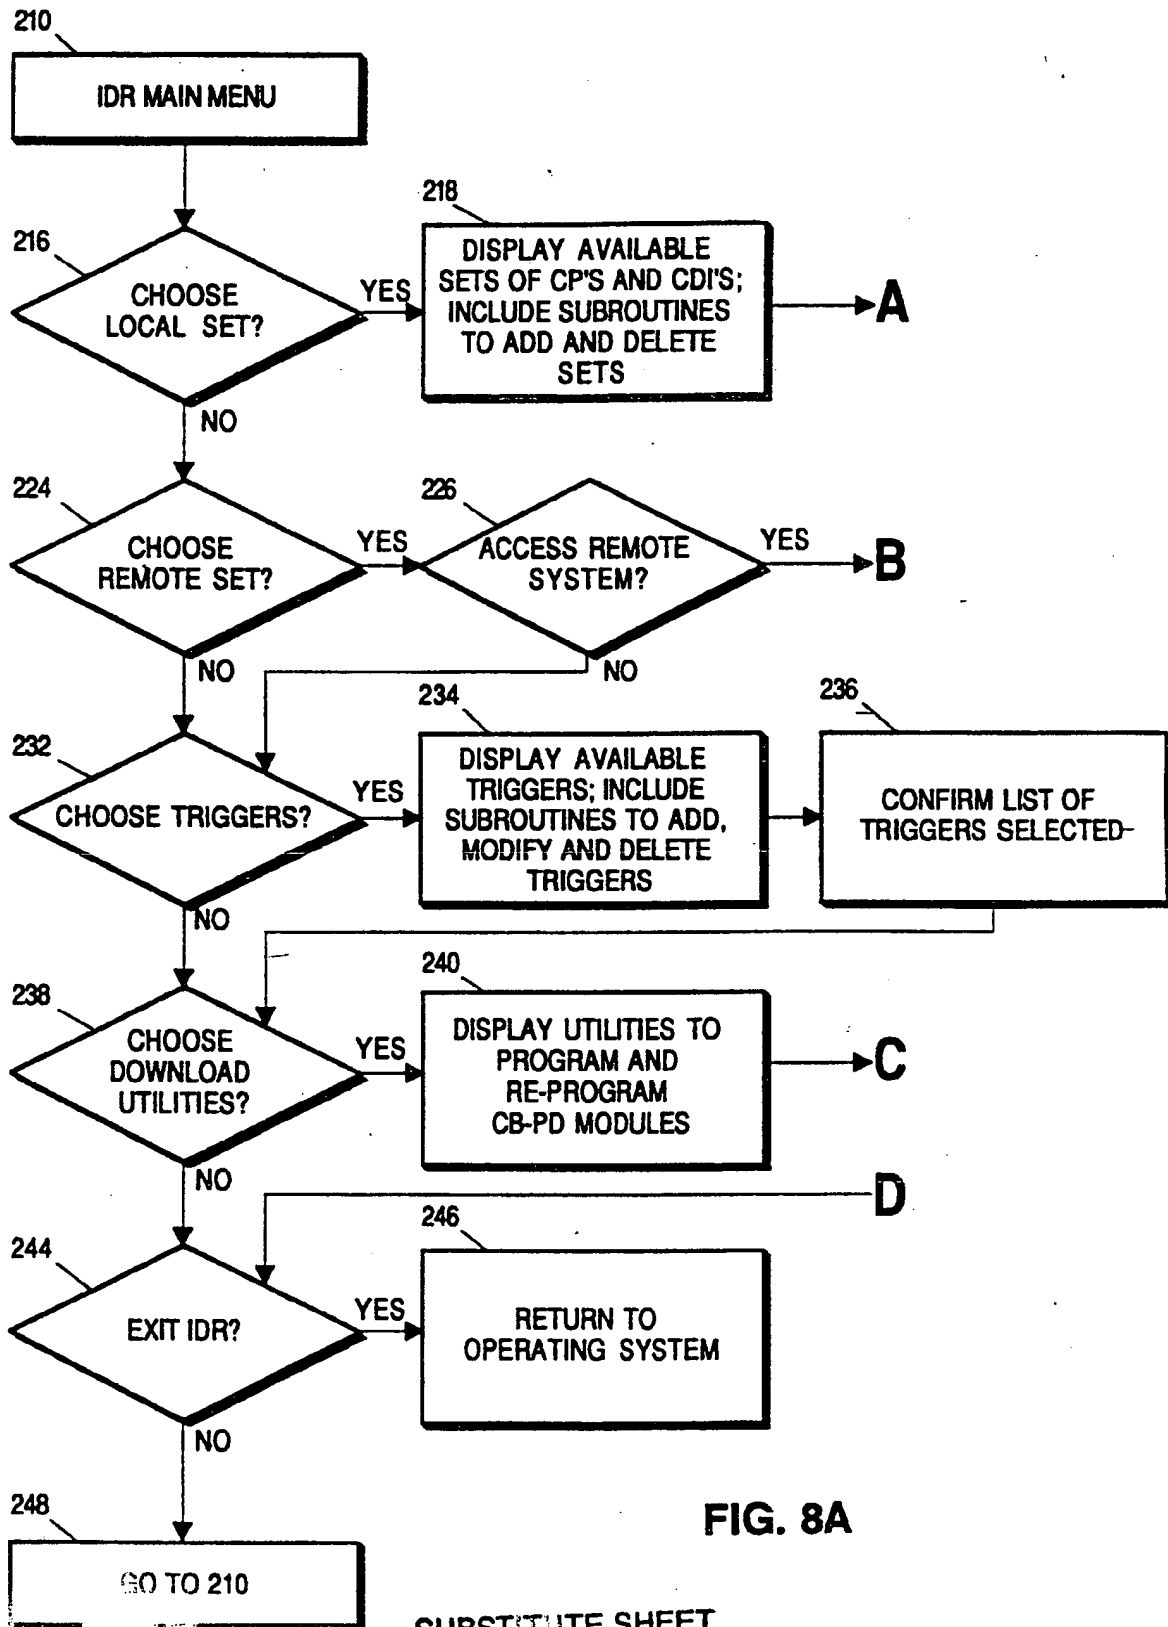 210
IDR MAIN MENU
216
CHOOSE
LOCAL SET?
YES
NO
218
DISPLAY AVAILABLE
SETS OF CP'S AND CDI'S;
INCLUDE SUBROUTINES
TO ADD AND DELETE
SETS
A
224
CHOOSE
REMOTE SET?
YES
NO
226
ACCESS REMOTE
SYSTEM?
YES
B
NO
232
CHOOSE TRIGGERS?
YES
NO
234
DISPLAY AVAILABLE
TRIGGERS; INCLUDE
SUBROUTINES TO ADD,
MODIFY AND DELETE
TRIGGERS
236
CONFIRM LIST OF
TRIGGERS SELECTED
238
CHOOSE
DOWNLOAD
UTILITIES?
YES
NO
240
DISPLAY UTILITIES TO
PROGRAM AND
RE-PROGRAM
CB-PD MODULES
C
D
244
EXIT IDR?
YES
NO
246
RETURN TO
OPERATING SYSTEM
248
GO TO 210
FIG. 8A
SUBSTITUTE SHEET